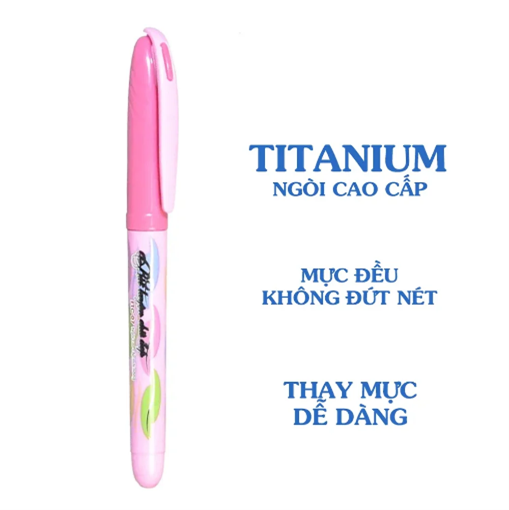 TITANIUM
NGÒI CAO CẤP
MỰC ĐỀU
KHÔNG ĐỨT NÉT
THAY MỰC
DỄ DÀNG